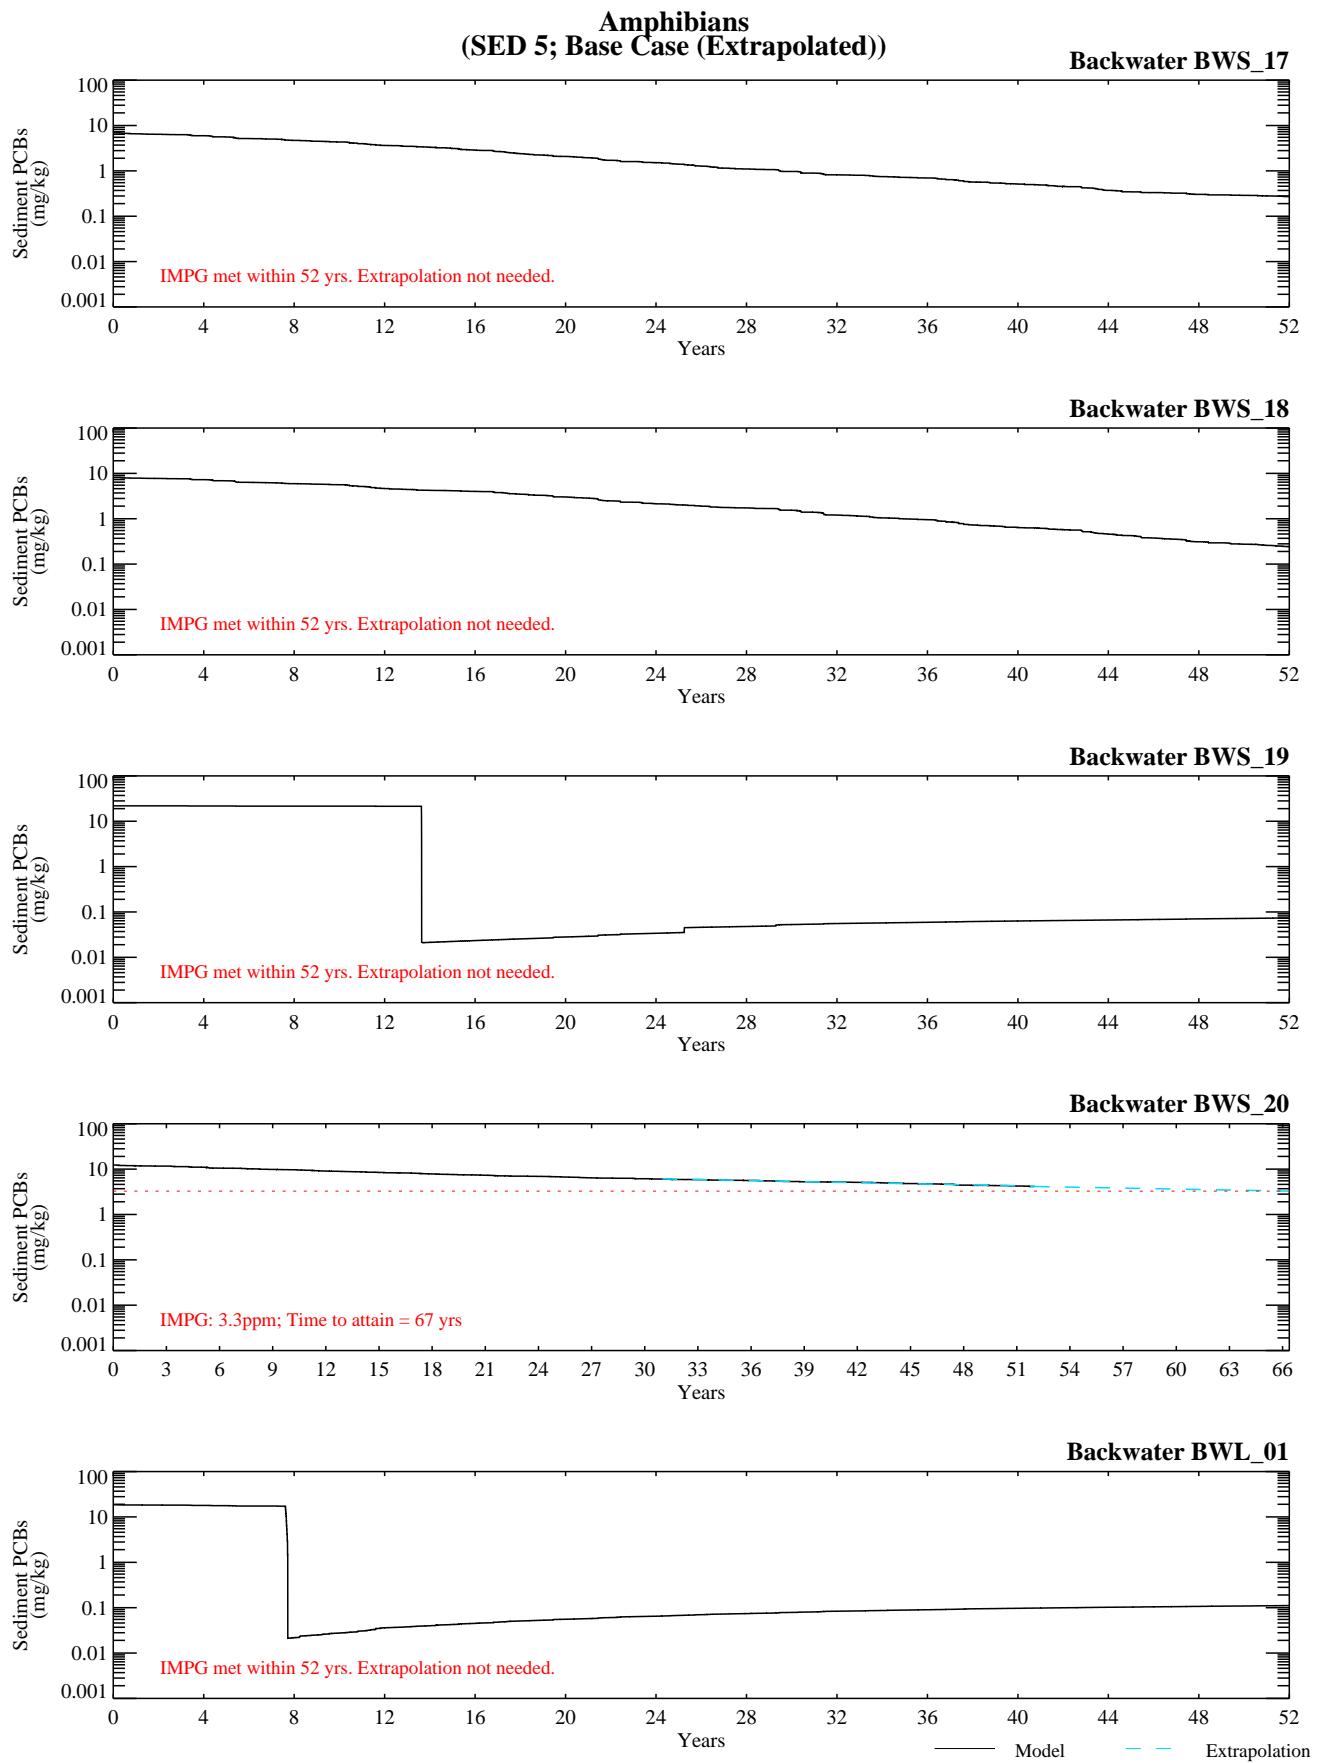 Amphibians
(SED 5; Base Case (Extrapolated))
Backwater BWS_17
Sediment PCBs
(mg/kg)
100
10
1
0.1
0.01
0.001
IMPG met within 52 yrs. Extrapolation not needed.
0 4 8 12 16 20 24 28 32 36 40 44 48 52
Years
Backwater BWS_18
Sediment PCBs
(mg/kg)
100
10
1
0.1
0.01
0.001
IMPG met within 52 yrs. Extrapolation not needed.
0 4 8 12 16 20 24 28 32 36 40 44 48 52
Years
Backwater BWS_19
Sediment PCBs
(mg/kg)
100
10
1
0.1
0.01
0.001
IMPG met within 52 yrs. Extrapolation not needed.
0 4 8 12 16 20 24 28 32 36 40 44 48 52
Years
Backwater BWS_20
Sediment PCBs
(mg/kg)
100
10
1
0.1
0.01
0.001
IMPG: 3.3ppm; Time to attain = 67 yrs
0 3 6 9 12 15 18 21 24 27 30 33 36 39 42 45 48 51 54 57 60 63 66
Years
Backwater BWL_01
Sediment PCBs
(mg/kg)
100
10
1
0.1
0.01
0.001
IMPG met within 52 yrs. Extrapolation not needed.
0 4 8 12 16 20 24 28 32 36 40 44 48 52
Years
Model Extrapolation